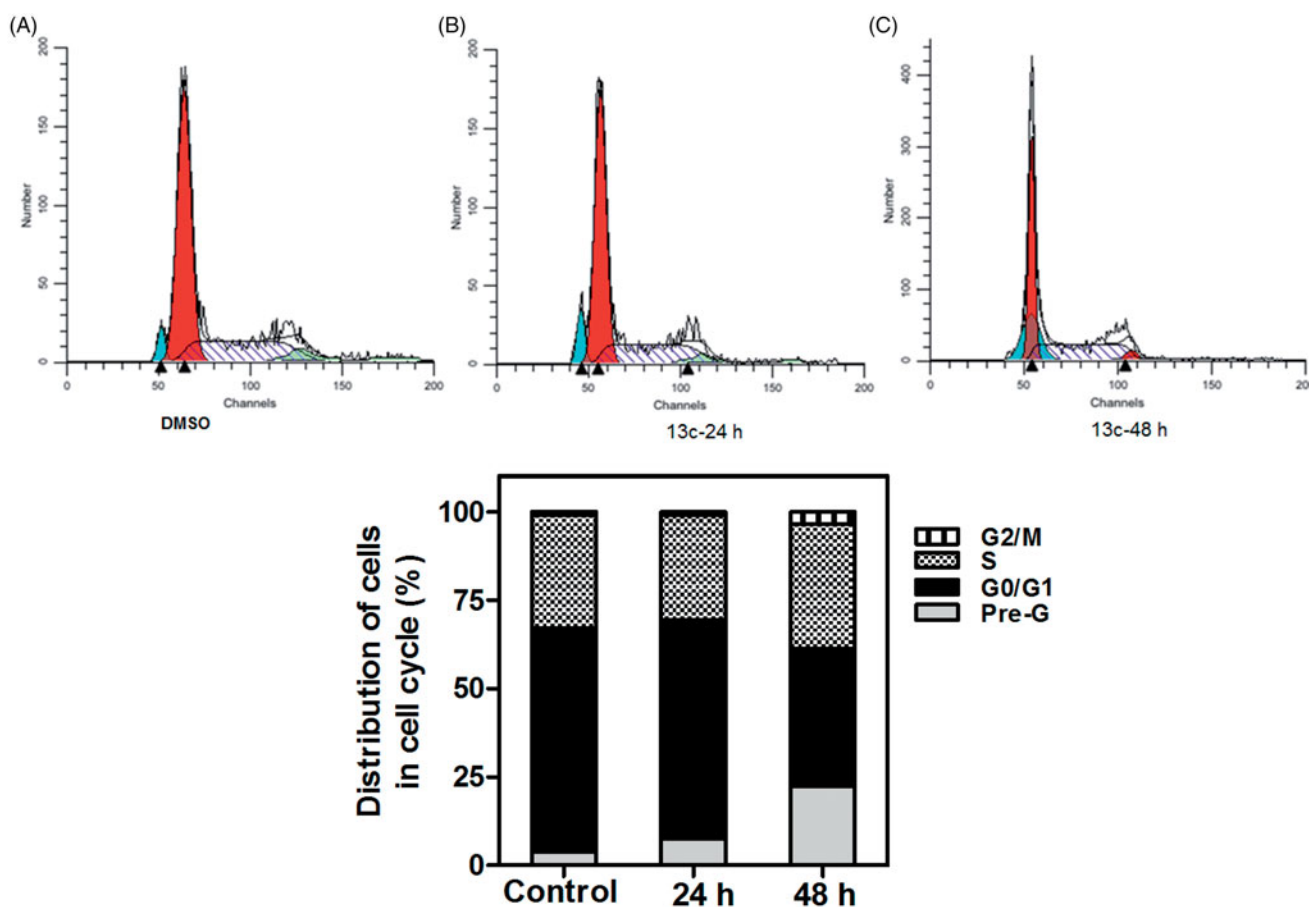 (A)
200
150
100
50
0
Number
0
50
100
150
200
Channels
DMSO
(B)
200
150
100
50
0
Number
0
50
100
150
200
Channels
13c-24 h
(C)
400
300
200
100
0
Number
0
50
100
150
200
Channels
13c-48 h
100
75
50
25
0
Distribution of cells
in cell cycle (%)
Control
24 h
48 h
G2/M
S
G0/G1
Pre-G